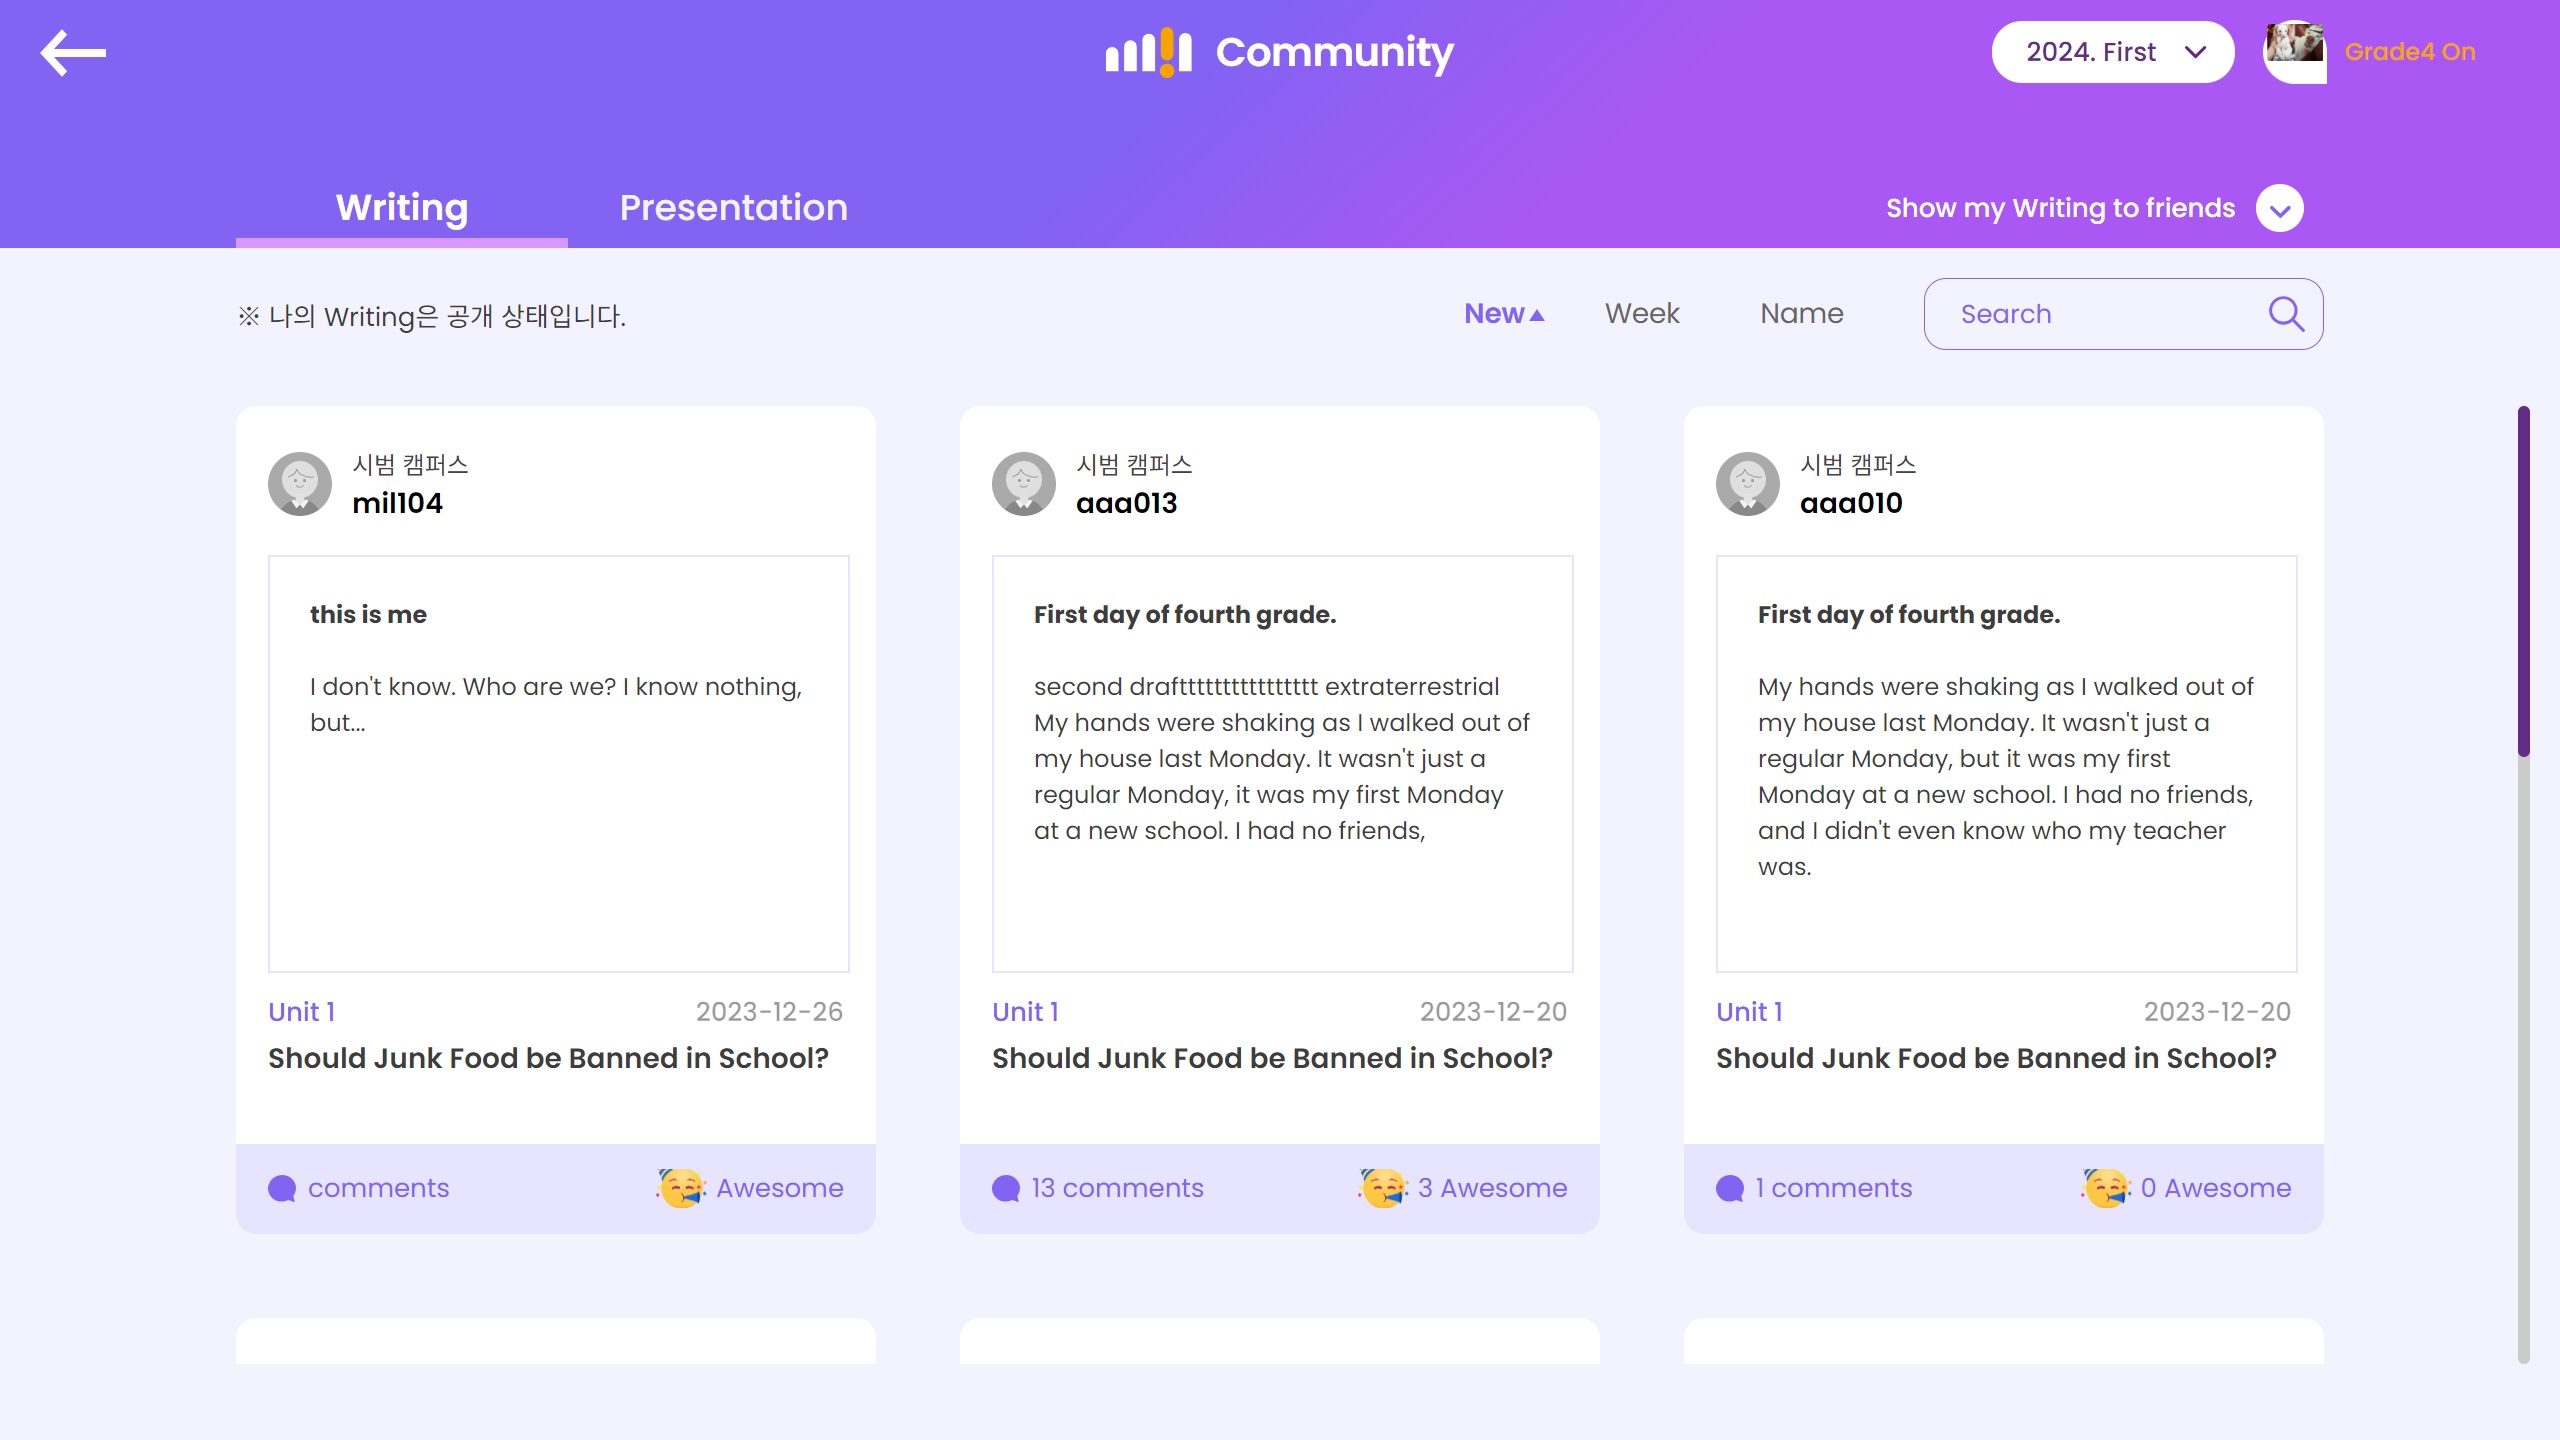 Community
2024. First
Grade4 On
Writing
Presentation
Show my Writing to friends
※ 나의 Writing은 공개 상태입니다.
New▲
Week
Name
Search
시범 캠퍼스
mil104
this is me
I don't know. Who are we? I know nothing,
but...
Unit 1
2023-12-26
Should Junk Food be Banned in School?
comments
Awesome
시범 캠퍼스
aaa013
First day of fourth grade.
second draftttttttttttttttt extraterrestrial
My hands were shaking as I walked out of
my house last Monday. It wasn't just a
regular Monday, it was my first Monday
at a new school. I had no friends,
Unit 1
2023-12-20
Should Junk Food be Banned in School?
13 comments
3 Awesome
시범 캠퍼스
aaa010
First day of fourth grade.
My hands were shaking as I walked out of
my house last Monday. It wasn't just a
regular Monday, but it was my first
Monday at a new school. I had no friends,
and I didn't even know who my teacher
was.
Unit 1
2023-12-20
Should Junk Food be Banned in School?
1 comments
0 Awesome